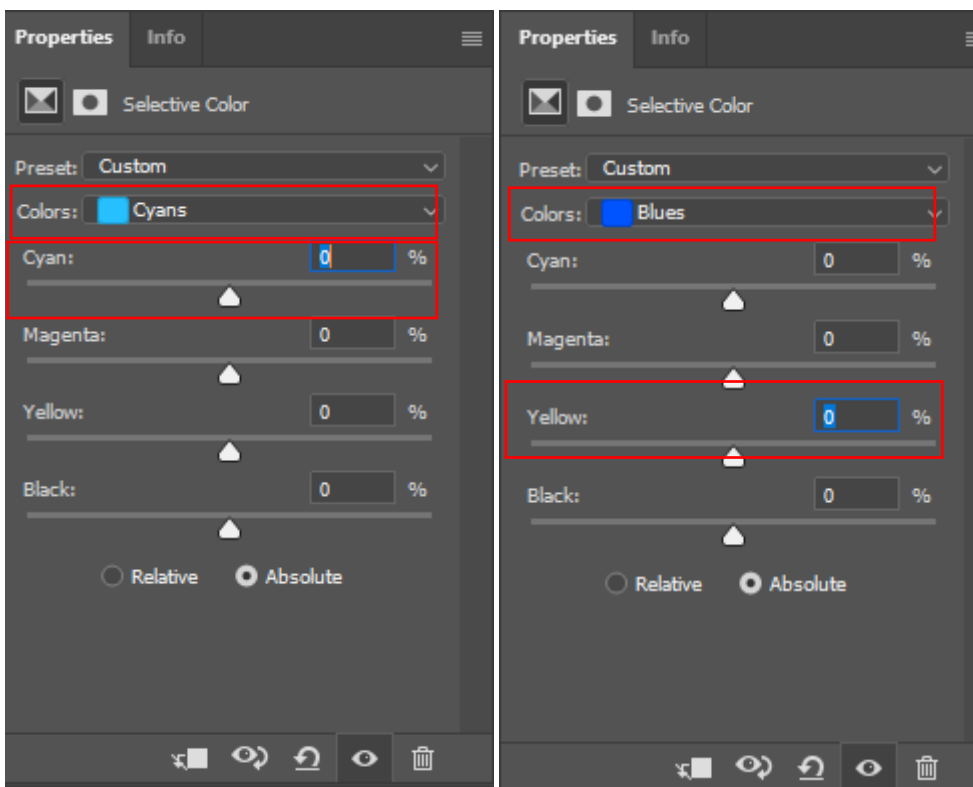 Properties Info
Selective Color
Preset: Custom
Colors: Cyans
Cyan: 0 %
Magenta: 0 %
Yellow: 0 %
Black: 0 %
Relative Absolute
Properties Info
Selective Color
Preset: Custom
Colors: Blues
Cyan: 0 %
Magenta: 0 %
Yellow: 0 %
Black: 0 %
Relative Absolute